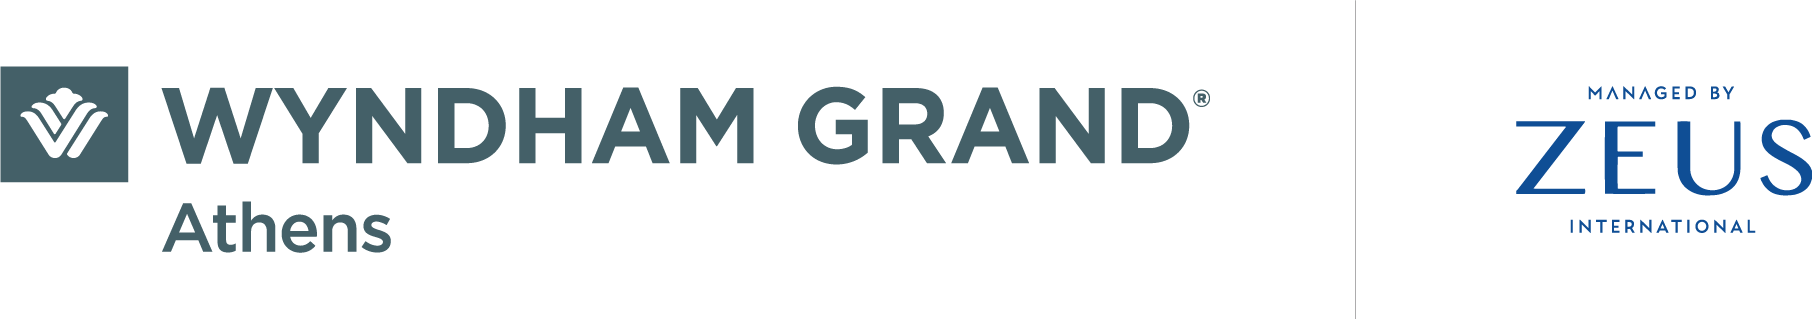 WYNDHAM GRAND®
Athens
MANAGED BY
ZEUS
INTERNATIONAL